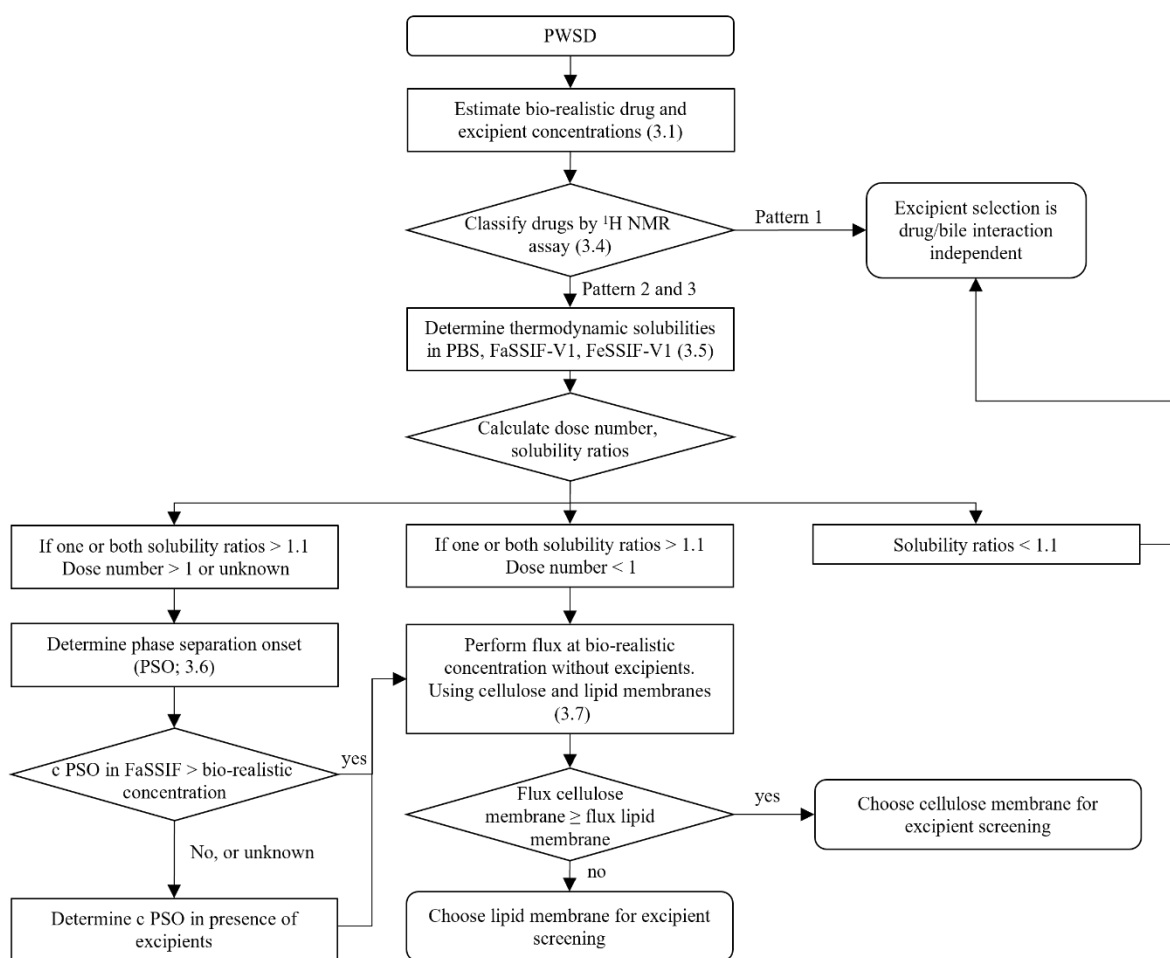 PWSD
Estimate bio-realistic drug and
excipient concentrations (3.1)
Classify drugs by ¹H NMR
assay (3.4)
Pattern 1
Excipient selection is
drug/bile interaction
independent
Pattern 2 and 3
Determine thermodynamic solubilities
in PBS, FaSSIF-V1, FeSSIF-V1 (3.5)
Calculate dose number,
solubility ratios
If one or both solubility ratios > 1.1
Dose number > 1 or unknown
If one or both solubility ratios > 1.1
Dose number < 1
Solubility ratios < 1.1
Determine phase separation onset
(PSO; 3.6)
Perform flux at bio-realistic
concentration without excipients.
Using cellulose and lipid membranes
(3.7)
c PSO in FaSSIF > bio-realistic
concentration
yes
No, or unknown
Determine c PSO in presence of
excipients
Flux cellulose
membrane ≥ flux lipid
membrane
yes
Choose cellulose membrane for
excipient screening
no
Choose lipid membrane for excipient
screening